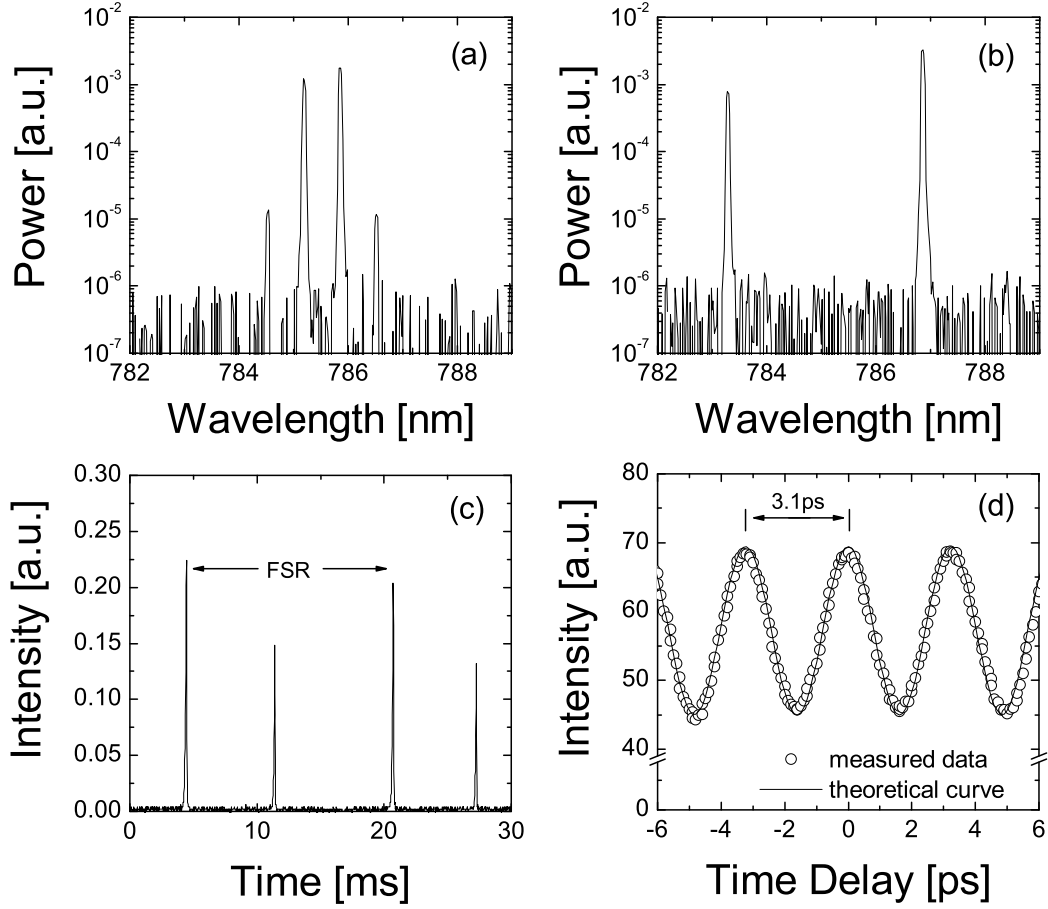 (a)
Power [a.u.]
10-2
10-3
10-4
10-5
10-6
10-7
782 784 786 788
Wavelength [nm]
(b)
Power [a.u.]
10-2
10-3
10-4
10-5
10-6
10-7
782 784 786 788
Wavelength [nm]
(c)
Intensity [a.u.]
0.30
0.25
0.20
0.15
0.10
0.05
0.00
FSR
0 10 20 30
Time [ms]
(d)
Intensity [a.u.]
80
70
60
50
40
0
3.1ps
measured data
theoretical curve
-6 -4 -2 0 2 4 6
Time Delay [ps]